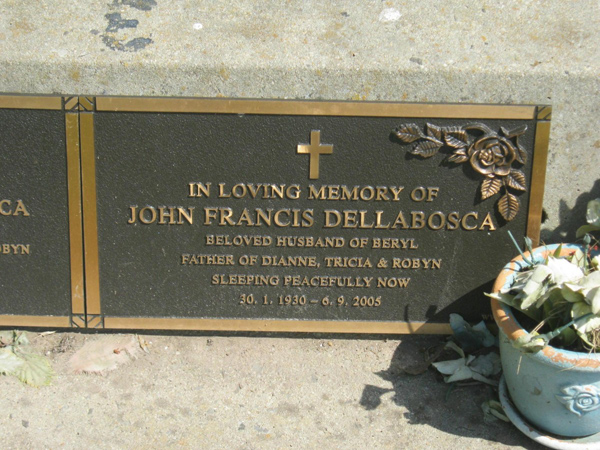 CA
OBYN
IN LOVING MEMORY OF
JOHN FRANCIS DELLABOSCA
BELOVED HUSBAND OF BERYL
FATHER OF DIANNE, TRICIA & ROBYN
SLEEPING PEACEFULLY NOW
30. 1. 1930 – 6. 9. 2005